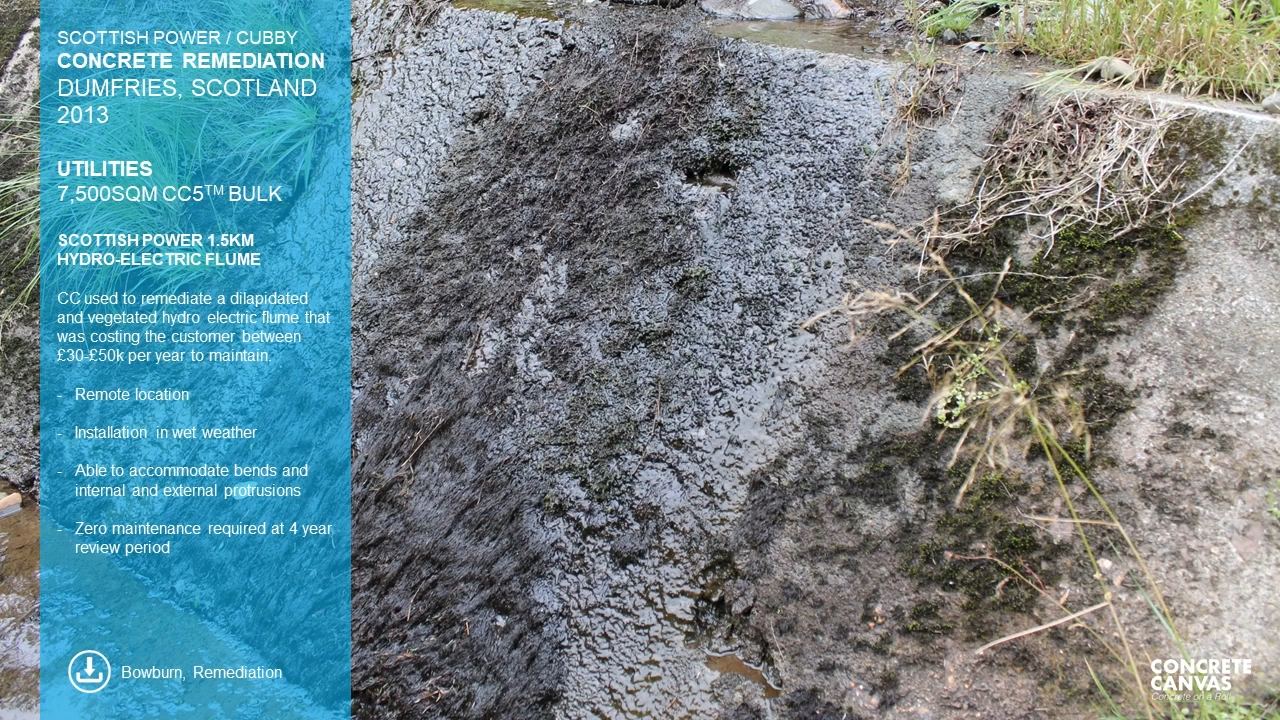 SCOTTISH POWER / CUBBY
CONCRETE REMEDIATION
DUMFRIES, SCOTLAND
2013
UTILITIES
7,500SQM CC5™ BULK
SCOTTISH POWER 1.5KM
HYDRO-ELECTRIC FLUME
CC used to remediate a dilapidated
and vegetated hydro electric flume that
was costing the customer between
£30-£50k per year to maintain.
- Remote location
- Installation in wet weather
- Able to accommodate bends and
internal and external protrusions
- Zero maintenance required at 4 year
review period
Bowburn, Remediation
CONCRETE
CANVAS
Concrete on a Roll